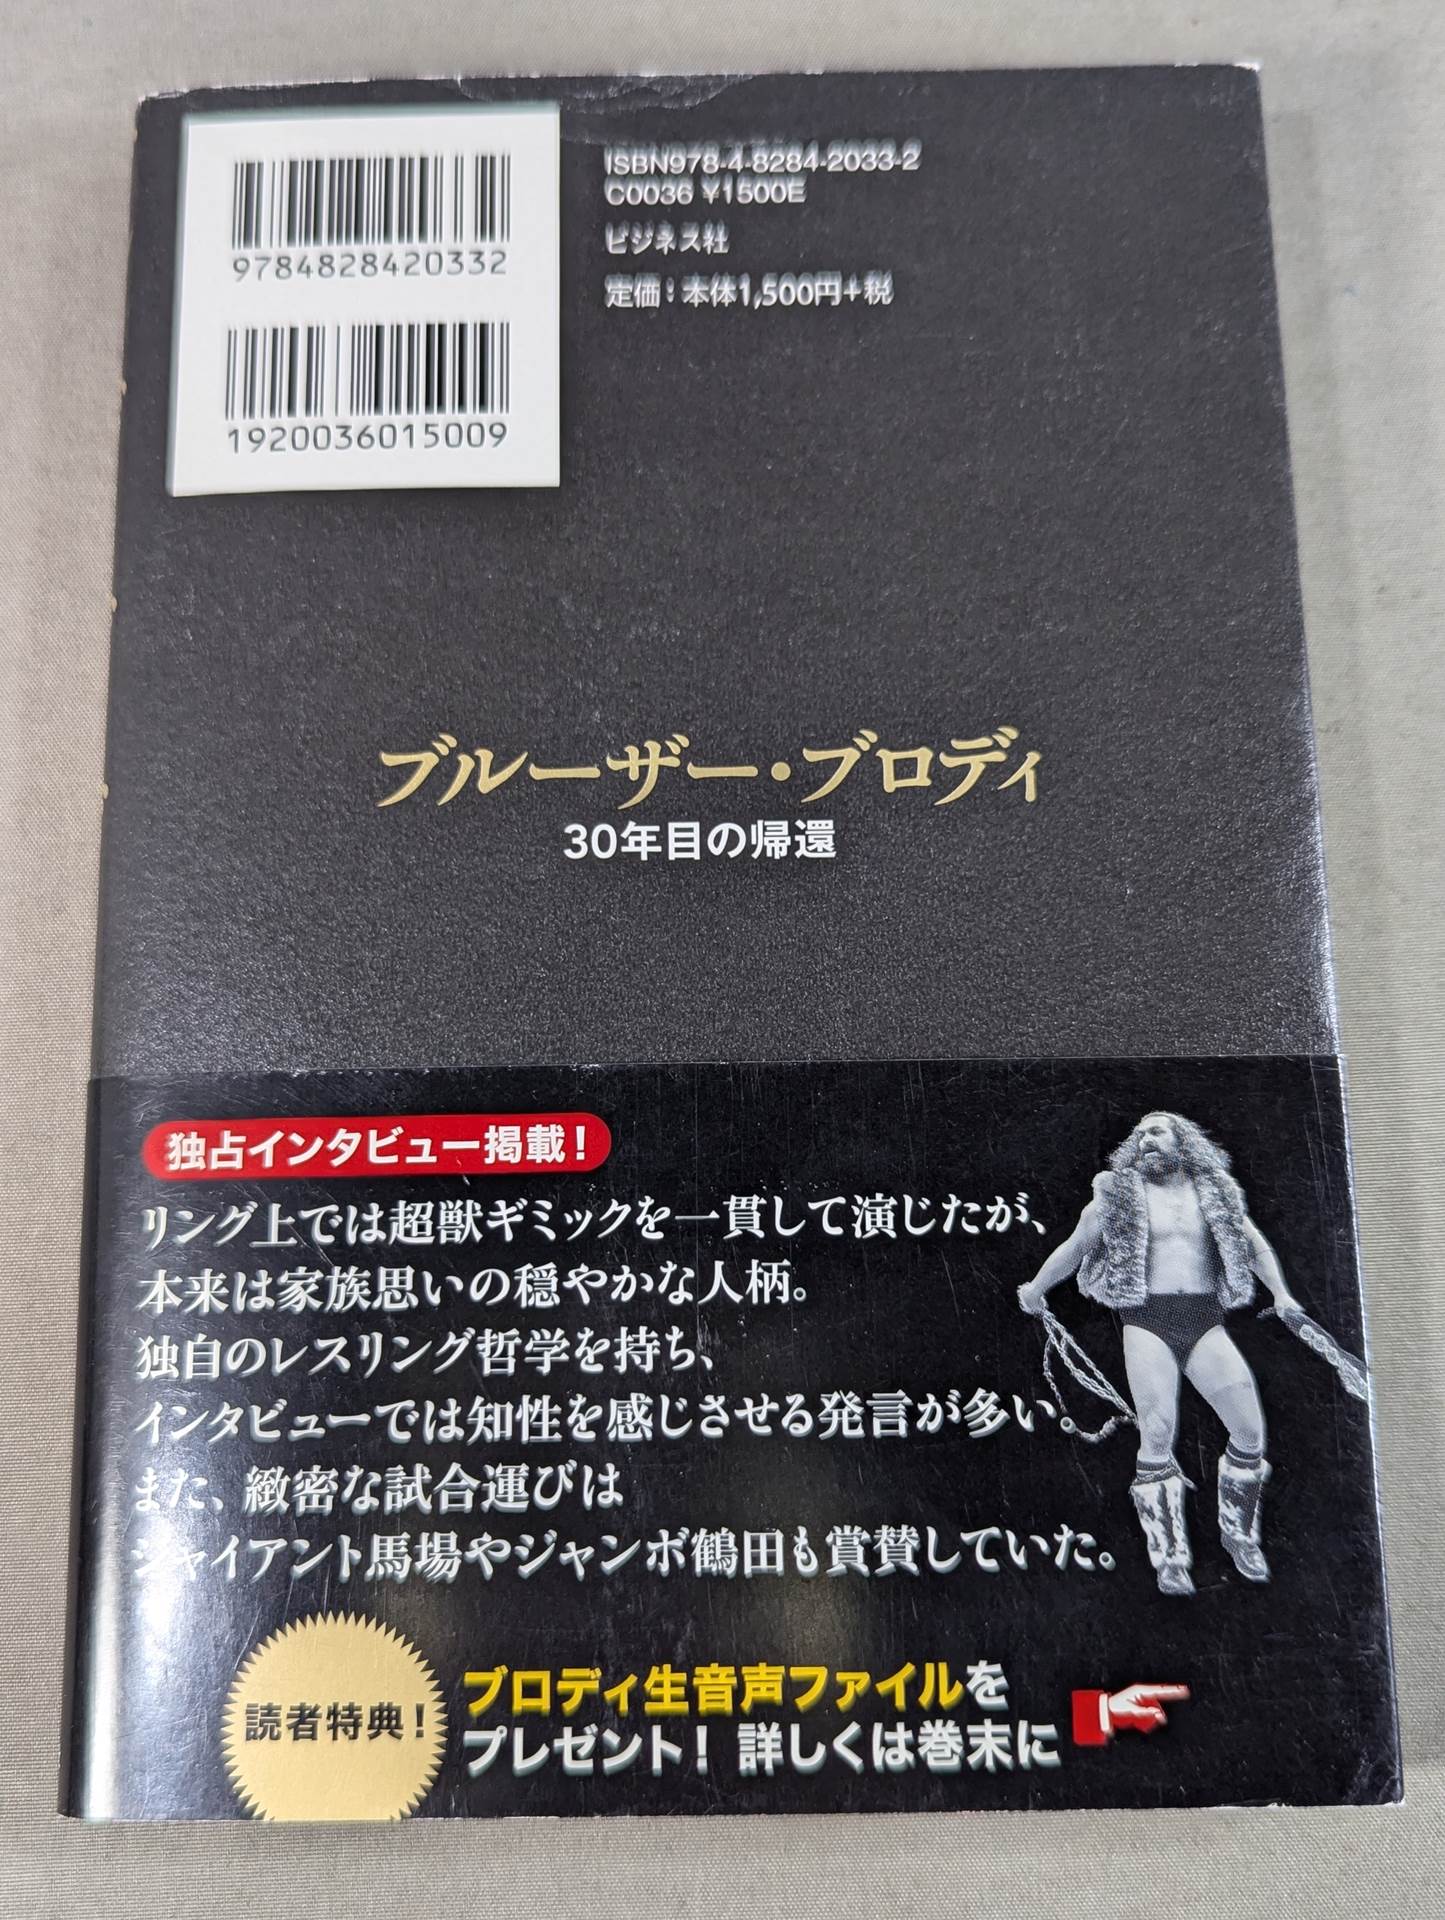 9784828420332
1920036015009
ISBN978-4-8284-2033-2
C0036 ¥1500E
ビジネス社
定価：本体1,500円＋税
ブルーザー・ブロディ
30年目の帰還
独占インタビュー掲載！
リング上では超獣ギミックを一貫して演じたが、
本来は家族思いの穏やかな人柄。
独自のレスリング哲学を持ち、
インタビューでは知性を感じさせる発言が多い。
また、緻密な試合運びは
ジャイアント馬場やジャンボ鶴田も賞賛していた。
読者特典！
ブロディ生音声ファイルを
プレゼント！ 詳しくは巻末に